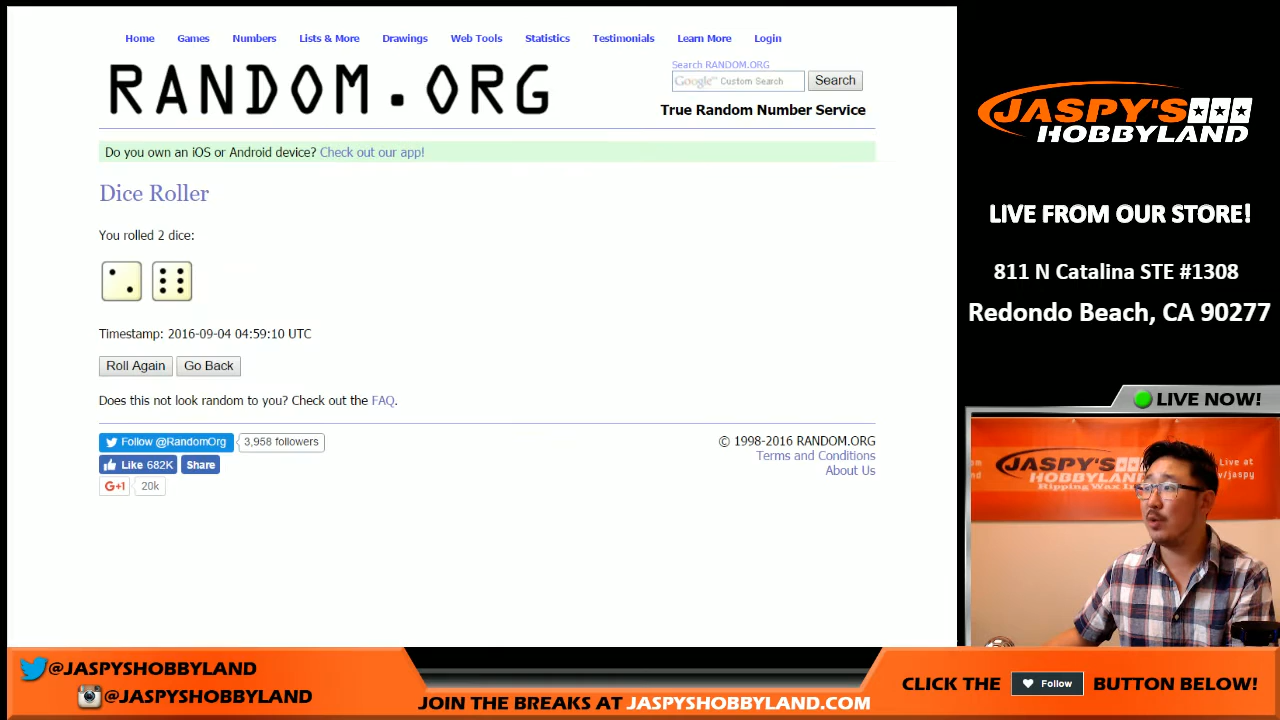 Home Games Numbers Lists & More Drawings Web Tools Statistics Testimonials Learn More Login
RANDOM.ORG
Search RANDOM.ORG
Google™ Custom Search Search
True Random Number Service
Do you own an iOS or Android device? Check out our app!
Dice Roller
You rolled 2 dice:
Timestamp: 2016-09-04 04:59:10 UTC
Roll Again Go Back
Does this not look random to you? Check out the FAQ.
Follow @RandomOrg 3,958 followers
Like 682K Share
G+1 20k
© 1998-2016 RANDOM.ORG
Terms and Conditions
About Us
JASPY'S
HOBBYLAND
LIVE FROM OUR STORE!
811 N Catalina STE #1308
Redondo Beach, CA 90277
LIVE NOW!
JASPY'S
HOBBYLAND
Ripping Wax
Live at
/jaspy
@JASPYSHOBBYLAND
@JASPYSHOBBYLAND
JOIN THE BREAKS AT JASPYSHOBBYLAND.COM
CLICK THE Follow BUTTON BELOW!